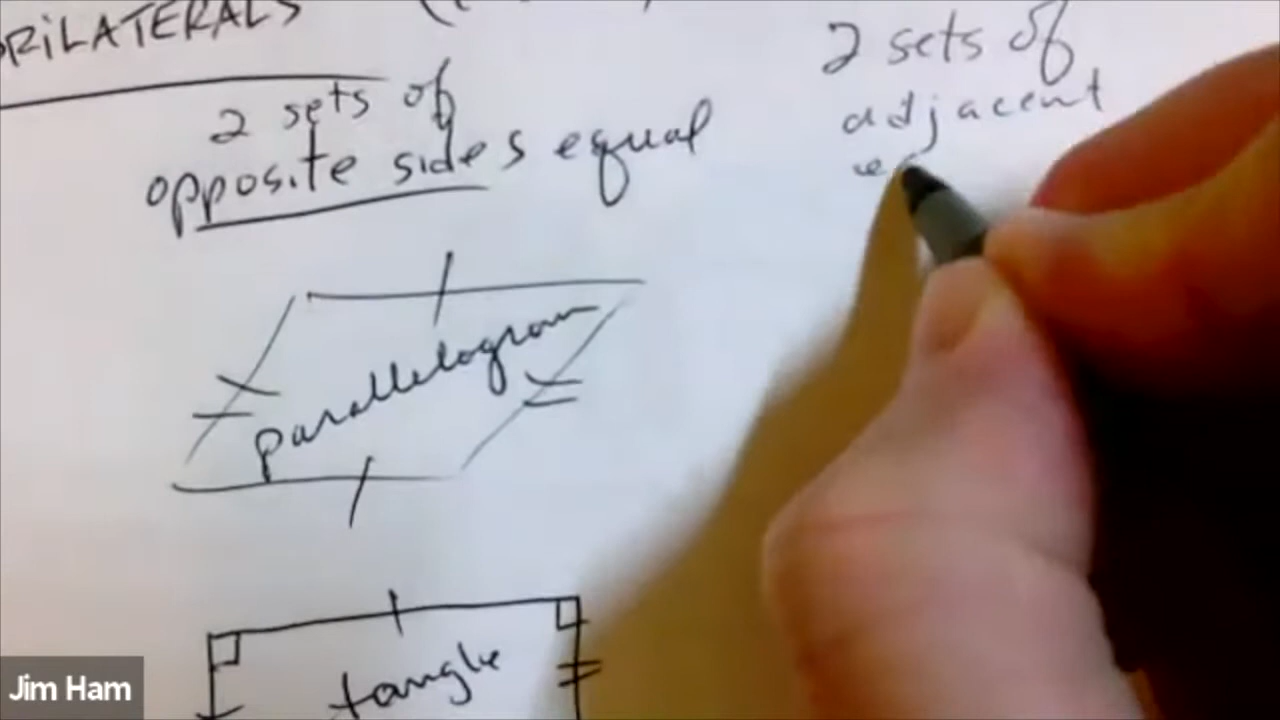 RILATERALS
2 sets of
opposite sides equal
parallelogram
tangle
2 sets of
adjacent
Jim Ham